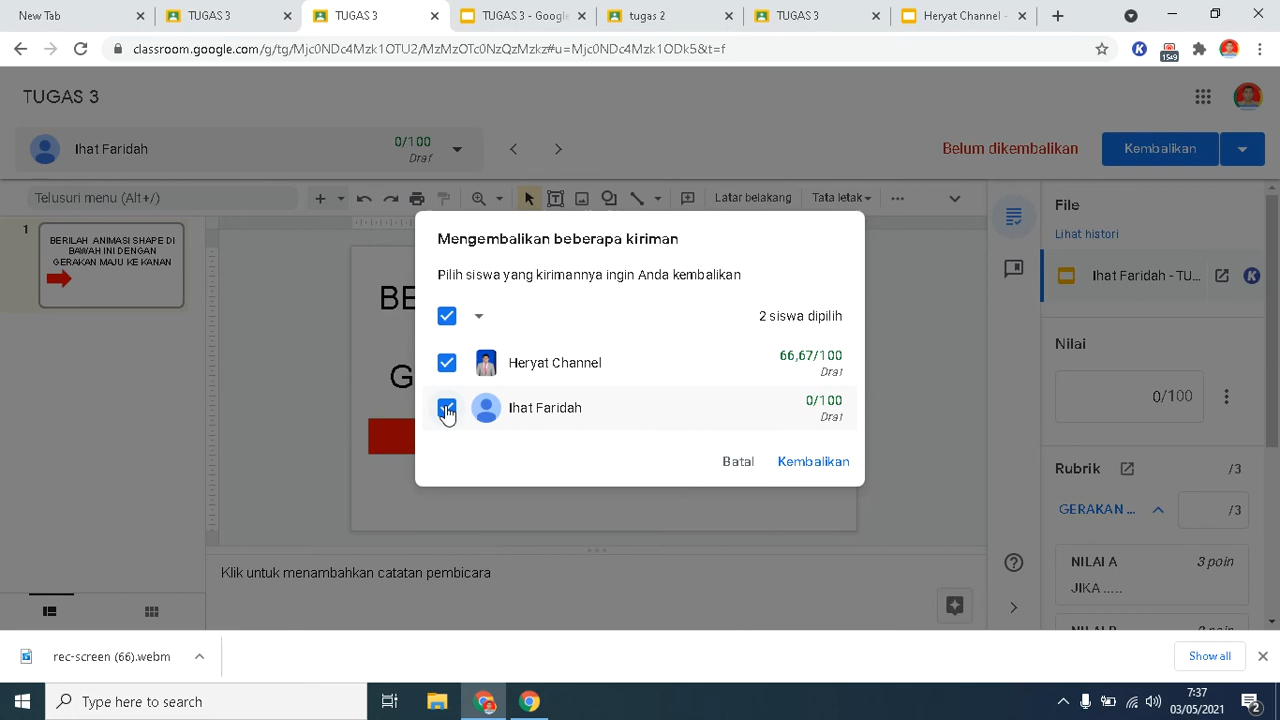 New Tab
TUGAS 3
TUGAS 3
TUGAS 3 - Google
tugas 2
TUGAS 3
Heryat Channel -
classroom.google.com/g/tg/Mjc0NDc4Mzk1OTU2/MzMzOTc0NzQzMzkz#u=Mjc0NDc4Mzk1ODk5&t=f
1549
TUGAS 3
Ihat Faridah
0/100
Draf
Belum dikembalikan
Kembalikan
Telusuri menu (Alt+/)
Latar belakang
Tata letak
1
BERILAH ANIMASI SHAPE DI
BAWAH INI DENGAN
GERAKAN MAJU KE KANAN
BE
G
Mengembalikan beberapa kiriman
Pilih siswa yang kirimannya ingin Anda kembalikan
2 siswa dipilih
Heryat Channel
66,67/100
Draf
Ihat Faridah
0/100
Draf
Batal
Kembalikan
Klik untuk menambahkan catatan pembicara
File
Lihat histori
Ihat Faridah - TU...
Nilai
/100
Rubrik
/3
GERAKAN ...
/3
NILAI A
3 poin
JIKA .....
rec-screen (66).webm
Show all
Type here to search
7:37
03/05/2021
2